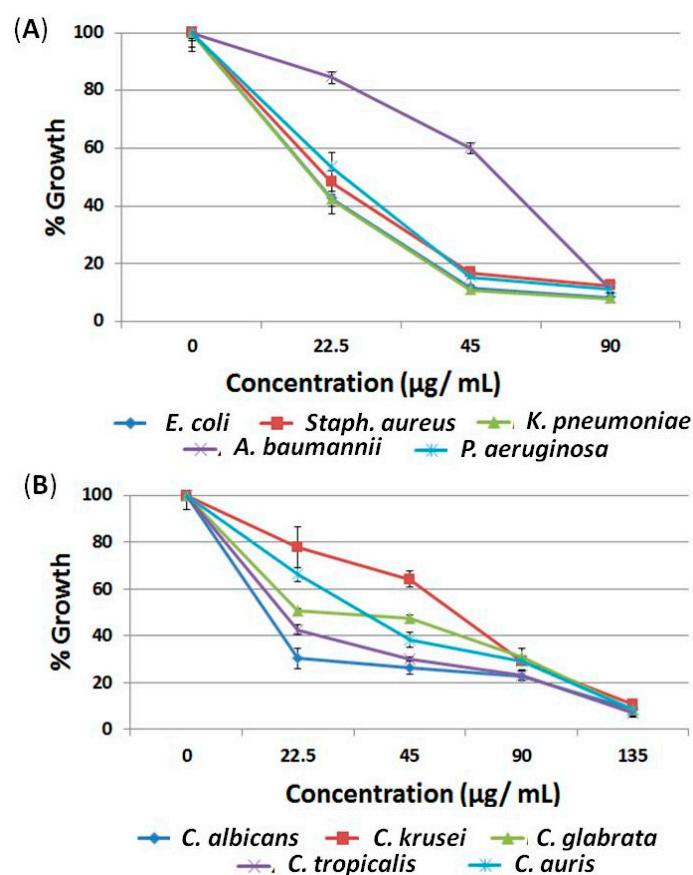 (A)
100
80
60
40
20
0
% Growth
0 22.5 45 90
Concentration (µg/ mL)
E. coli Staph. aureus K. pneumoniae
A. baumannii P. aeruginosa
(B)
100
80
60
40
20
0
% Growth
0 22.5 45 90 135
Concentration (µg/ mL)
C. albicans C. krusei C. glabrata
C. tropicalis C. auris